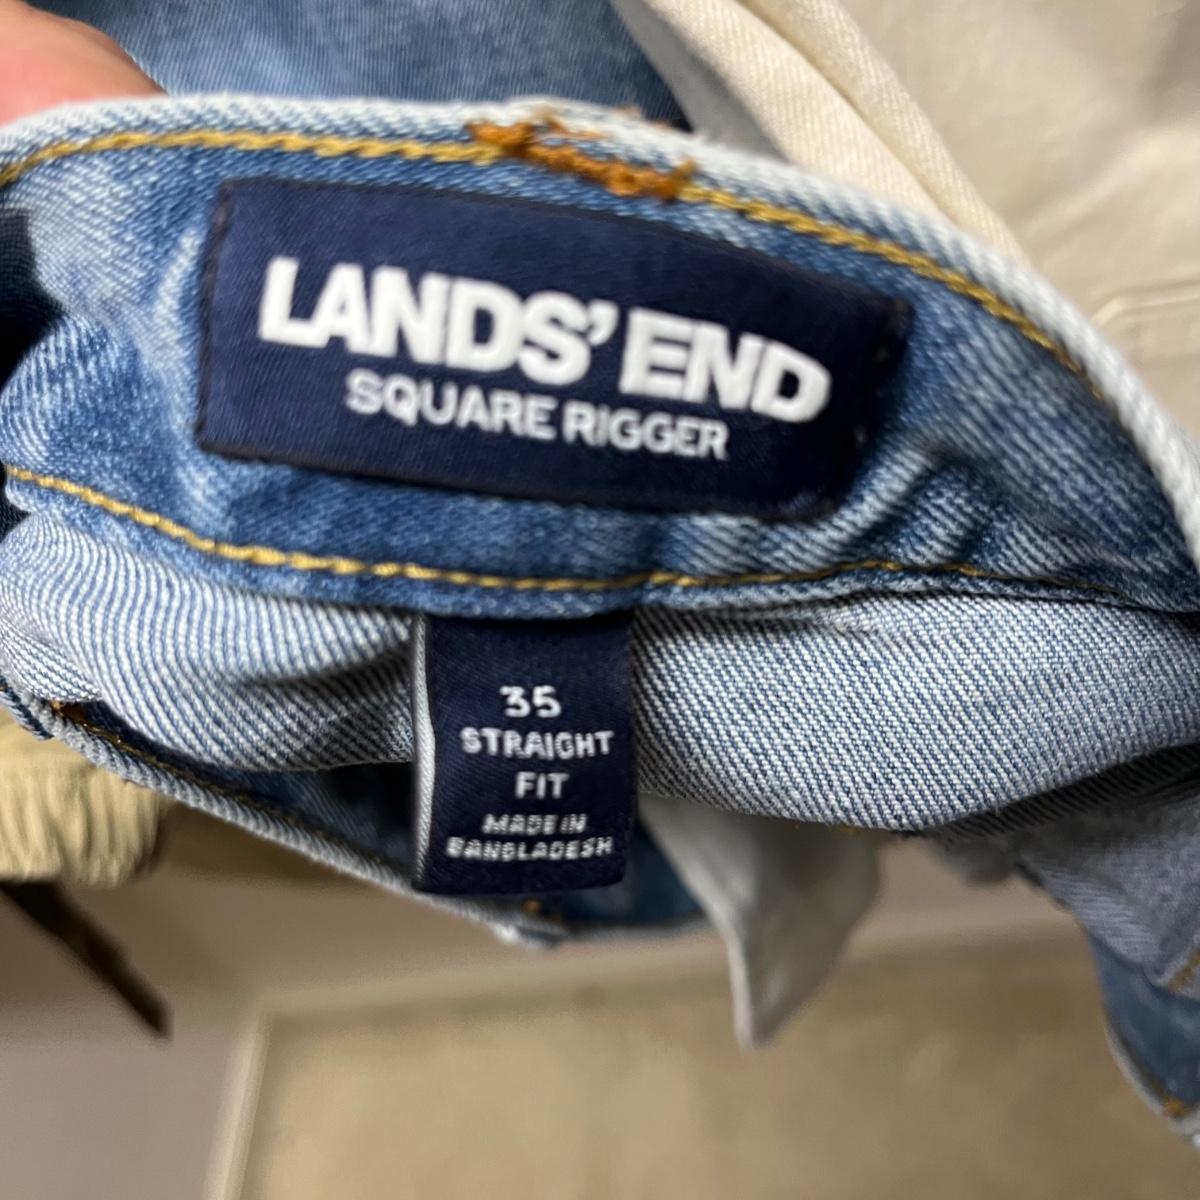 LANDS' END
SQUARE RIGGER
35
STRAIGHT
FIT
MADE IN
BANGLADESH